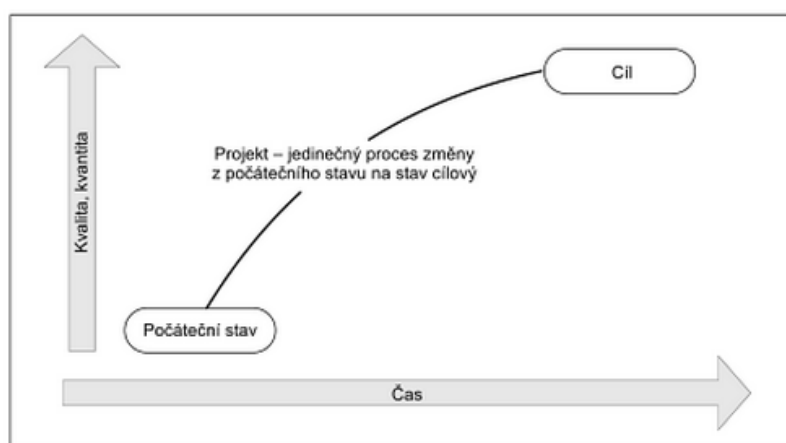 Cíl
Projekt – jedinečný proces změny
z počátečního stavu na stav cílový
Kvalita, kvantita
Počáteční stav
Čas